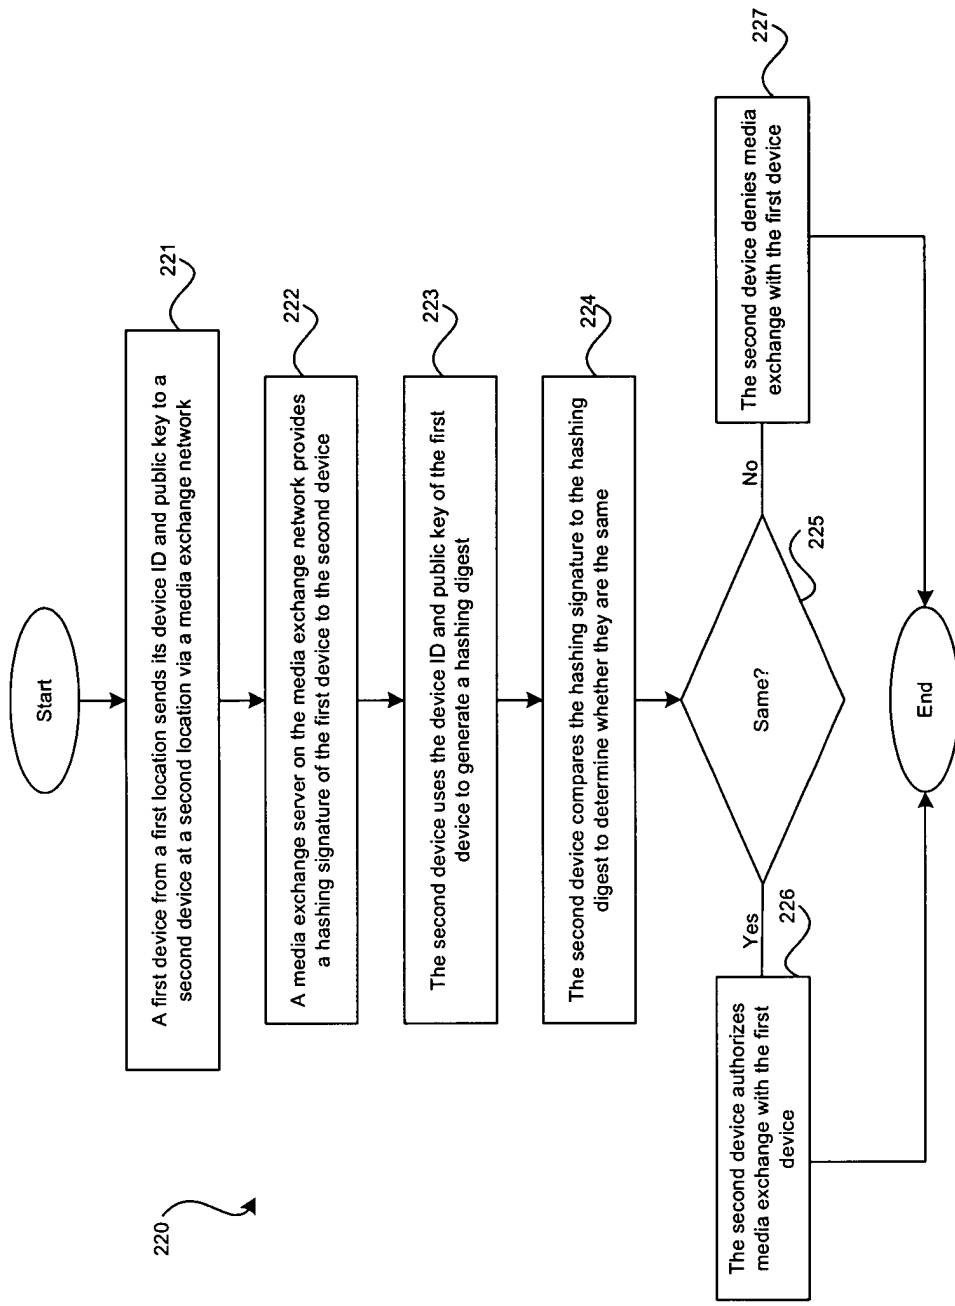 220
Start
A first device from a first location sends its device ID and public key to a
second device at a second location via a media exchange network
221
A media exchange server on the media exchange network provides
a hashing signature of the first device to the second device
222
The second device uses the device ID and public key of the first
device to generate a hashing digest
223
The second device compares the hashing signature to the hashing
digest to determine whether they are the same
224
Same?
225
Yes
No
The second device authorizes
media exchange with the first
device
226
The second device denies media
exchange with the first device
227
End